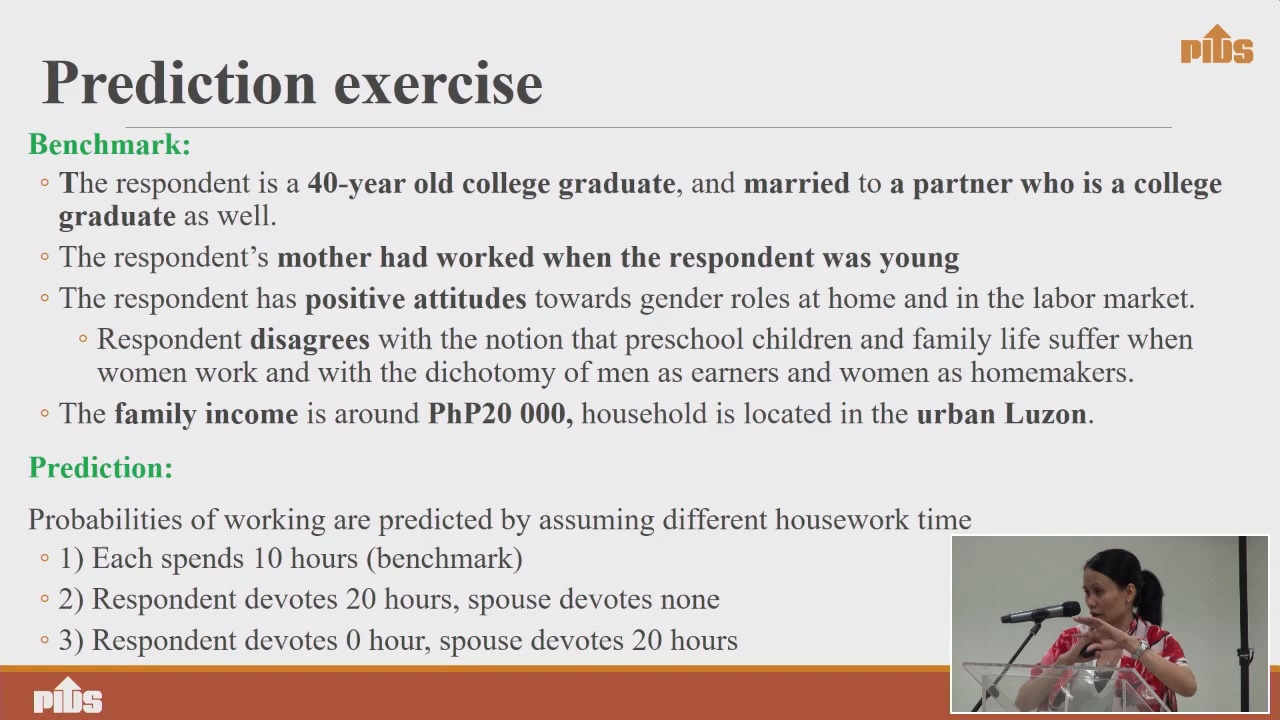 PIDS
Prediction exercise
Benchmark:
The respondent is a 40-year old college graduate, and married to a partner who is a college
graduate as well.
The respondent’s mother had worked when the respondent was young
The respondent has positive attitudes towards gender roles at home and in the labor market.
Respondent disagrees with the notion that preschool children and family life suffer when
women work and with the dichotomy of men as earners and women as homemakers.
The family income is around PhP20 000, household is located in the urban Luzon.
Prediction:
Probabilities of working are predicted by assuming different housework time
1) Each spends 10 hours (benchmark)
2) Respondent devotes 20 hours, spouse devotes none
3) Respondent devotes 0 hour, spouse devotes 20 hours
PIDS